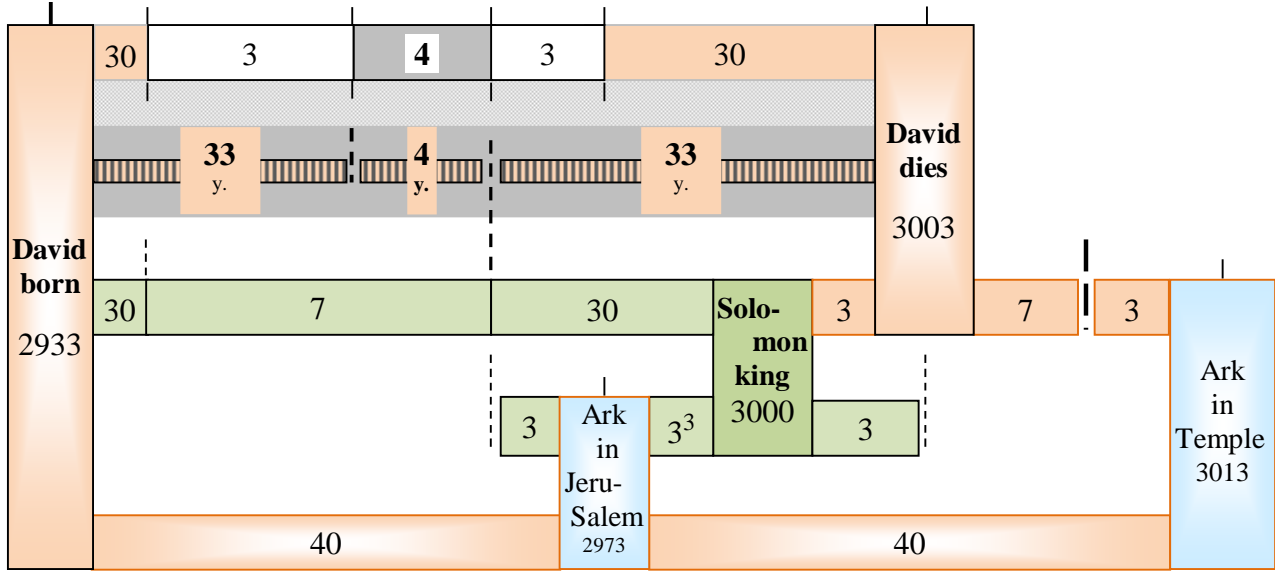 30 3 4 3 30
33 4 33
y. y. y.
David
dies
3003
David
born
2933
30 7 30
Solo-
mon
king
3000
3 7 3
3
Ark
in
Jeru-
Salem
2973
3³ 3
Ark
in
Temple
3013
40 40